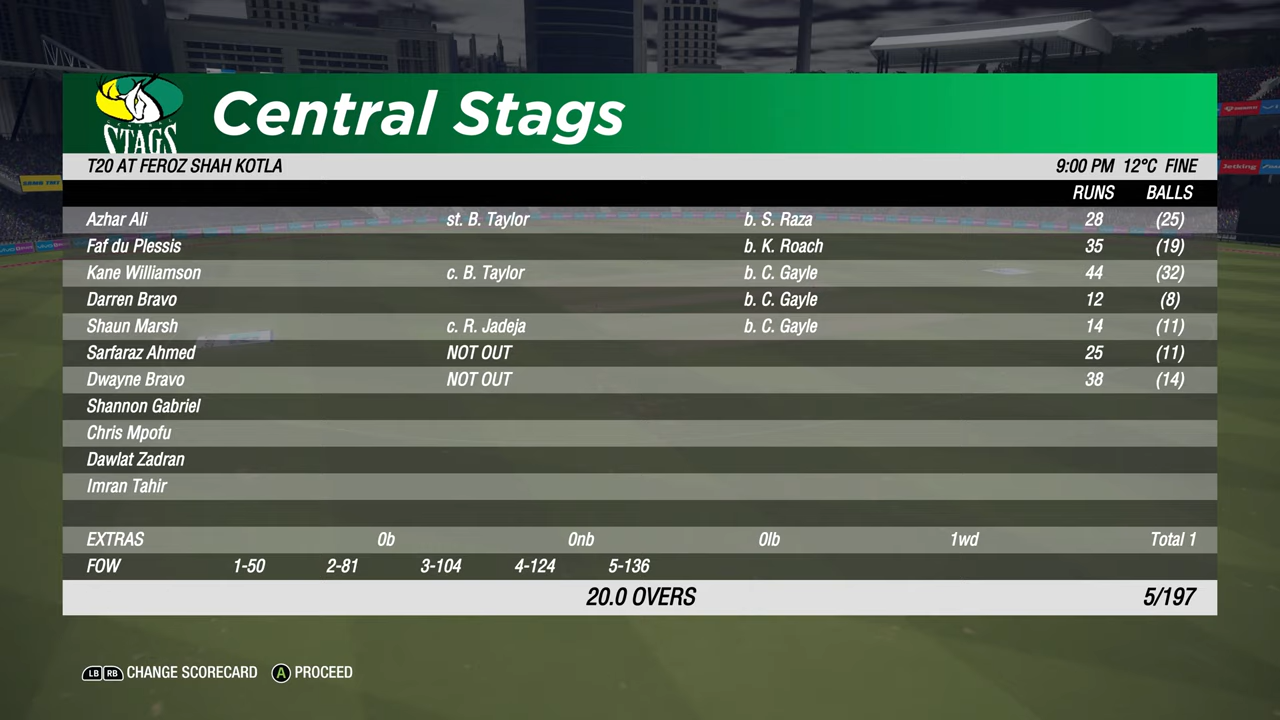 CENTRAL
STAGS
Central Stags
T20 AT FEROZ SHAH KOTLA 9:00 PM 12°C FINE
RUNS BALLS
Azhar Ali st. B. Taylor b. S. Raza 28 (25)
Faf du Plessis b. K. Roach 35 (19)
Kane Williamson c. B. Taylor b. C. Gayle 44 (32)
Darren Bravo b. C. Gayle 12 (8)
Shaun Marsh c. R. Jadeja b. C. Gayle 14 (11)
Sarfaraz Ahmed NOT OUT 25 (11)
Dwayne Bravo NOT OUT 38 (14)
Shannon Gabriel
Chris Mpofu
Dawlat Zadran
Imran Tahir
EXTRAS 0b 0nb 0lb 1wd Total 1
FOW 1-50 2-81 3-104 4-124 5-136
20.0 OVERS 5/197
LB RB CHANGE SCORECARD A PROCEED
Jetking